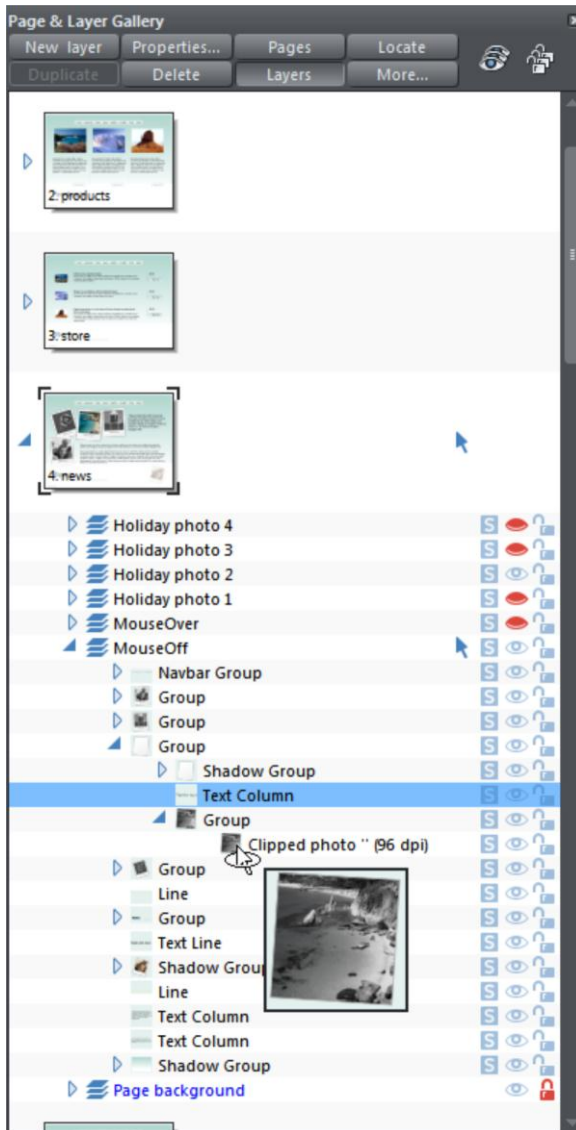 Page & Layer Gallery
New layer Properties... Pages Locate
Duplicate Delete Layers More...
2: products
3: store
4: news
Holiday photo 4 S
Holiday photo 3 S
Holiday photo 2 S
Holiday photo 1 S
MouseOver S
MouseOff S
Navbar Group S
Group S
Group S
Group S
Shadow Group S
Text Column S
Group S
Clipped photo '' (96 dpi) S
Group S
Line S
Group S
Text Line S
Shadow Group S
Line S
Text Column S
Text Column S
Shadow Group S
Page background